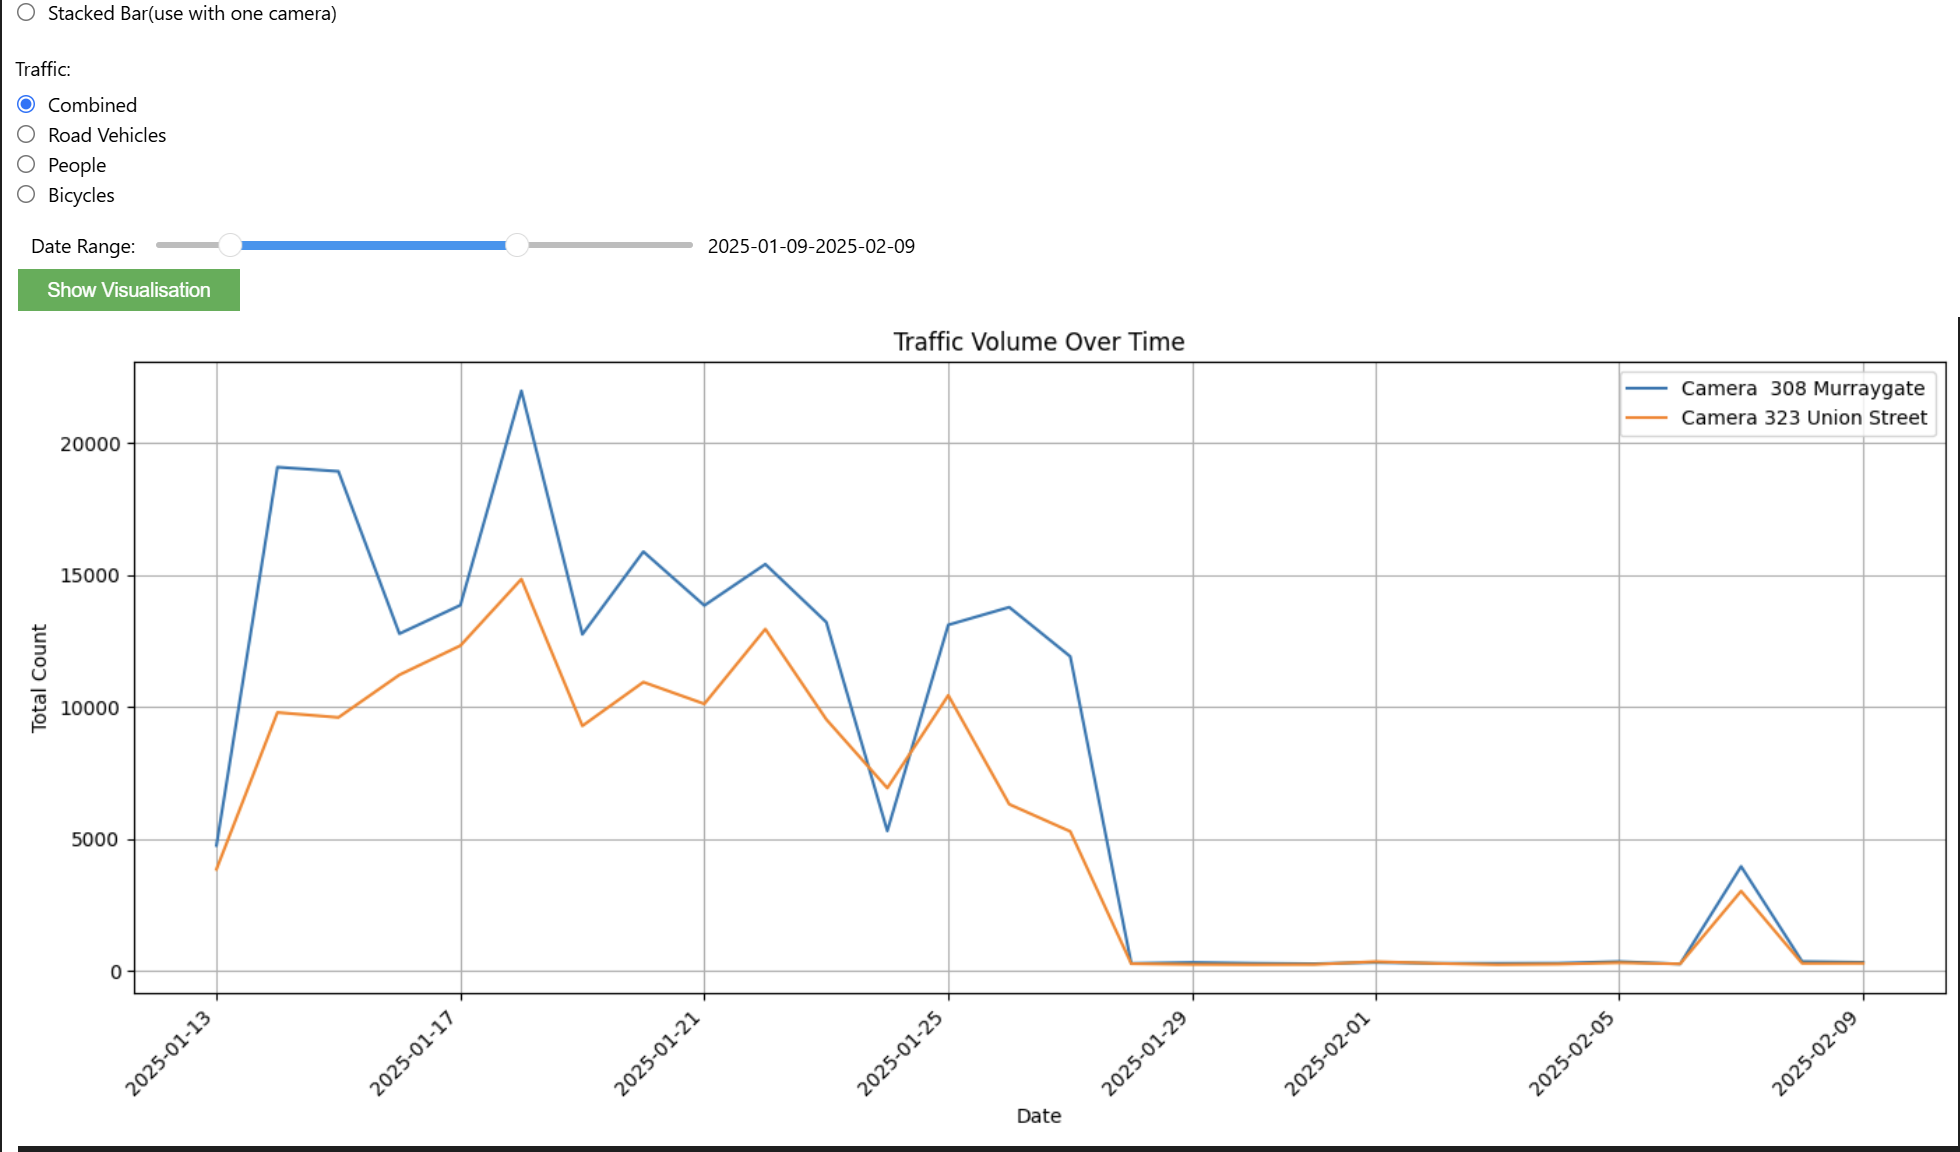 Stacked Bar(use with one camera)
Traffic:
Combined
Road Vehicles
People
Bicycles
Date Range: 2025-01-09-2025-02-09
Show Visualisation
Traffic Volume Over Time
Camera  308 Murraygate
Camera 323 Union Street
20000
15000
10000
5000
0
Total Count
2025-01-13
2025-01-17
2025-01-21
2025-01-25
2025-01-29
2025-02-01
2025-02-05
2025-02-09
Date